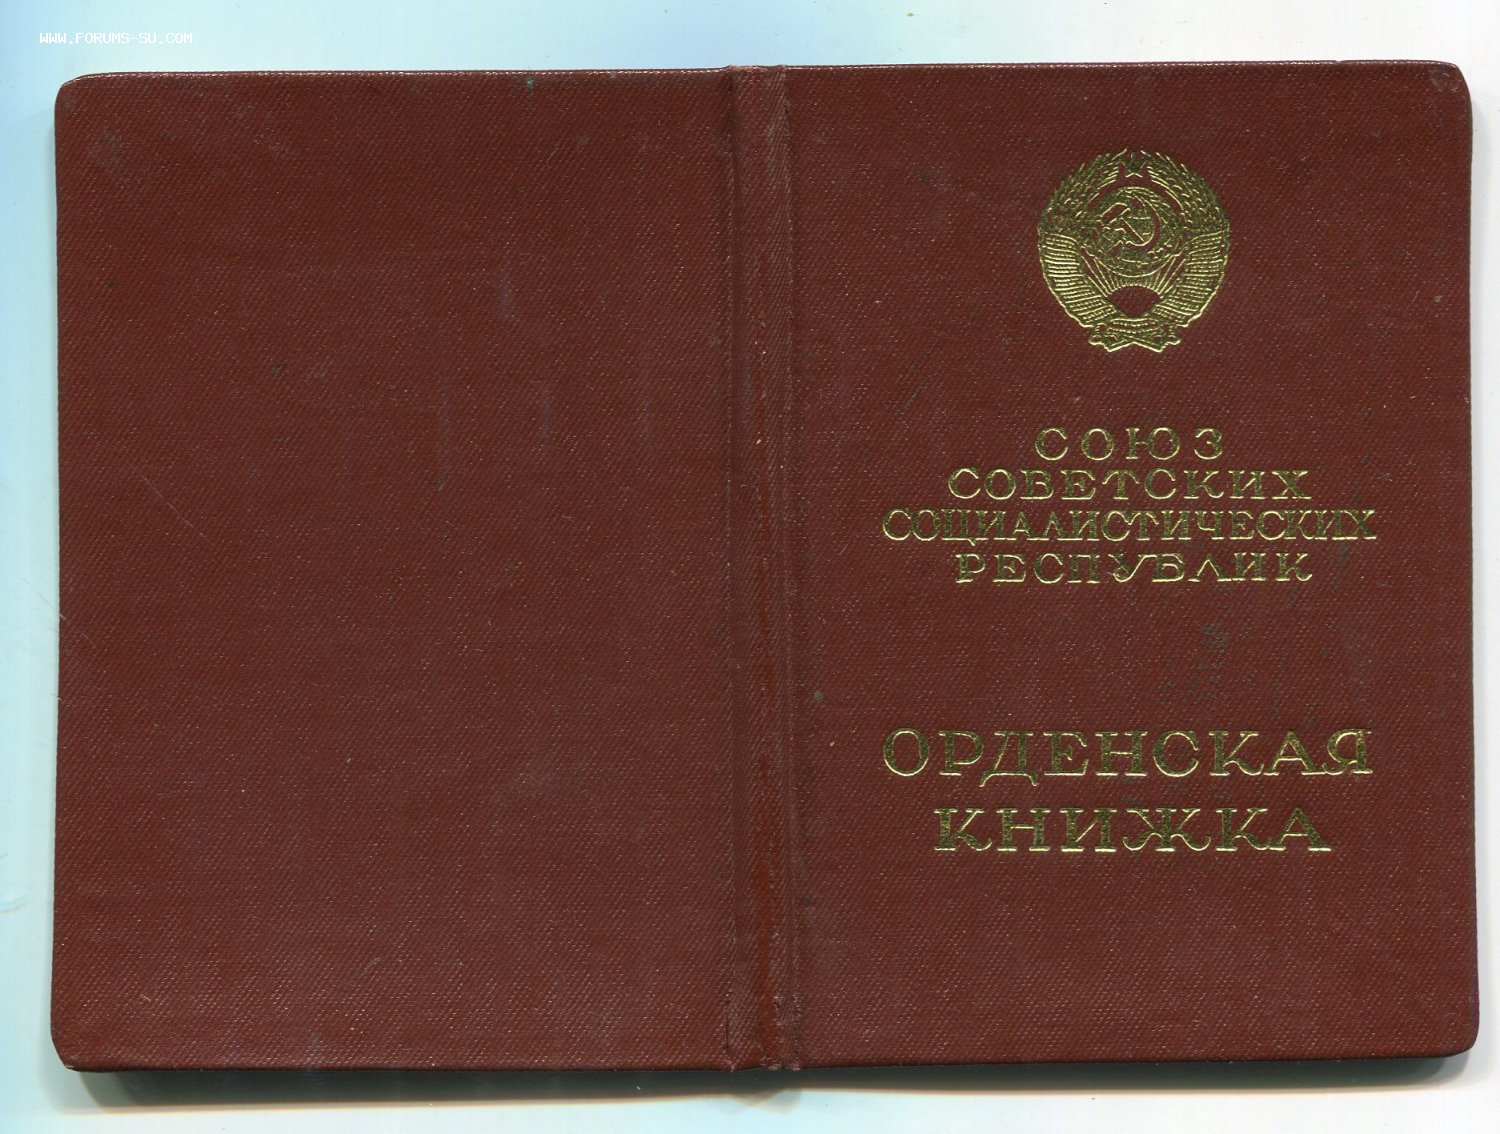 WWW.FORUMS-SU.COM
СОЮЗ
СОВЕТСКИХ
СОЦИАЛИСТИЧЕСКИХ
РЕСПУБЛИК
ОРДЕНСКАЯ
КНИЖКА